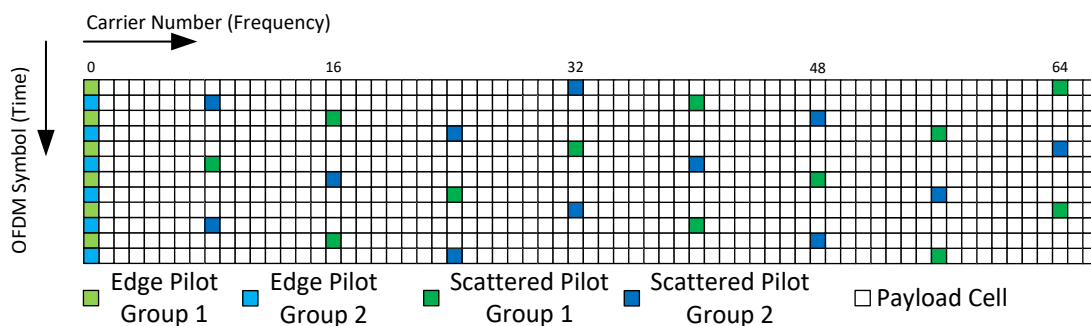 Carrier Number (Frequency)
OFDM Symbol (Time)
0 16 32 48 64
Edge Pilot
Group 1
Edge Pilot
Group 2
Scattered Pilot
Group 1
Scattered Pilot
Group 2
Payload Cell